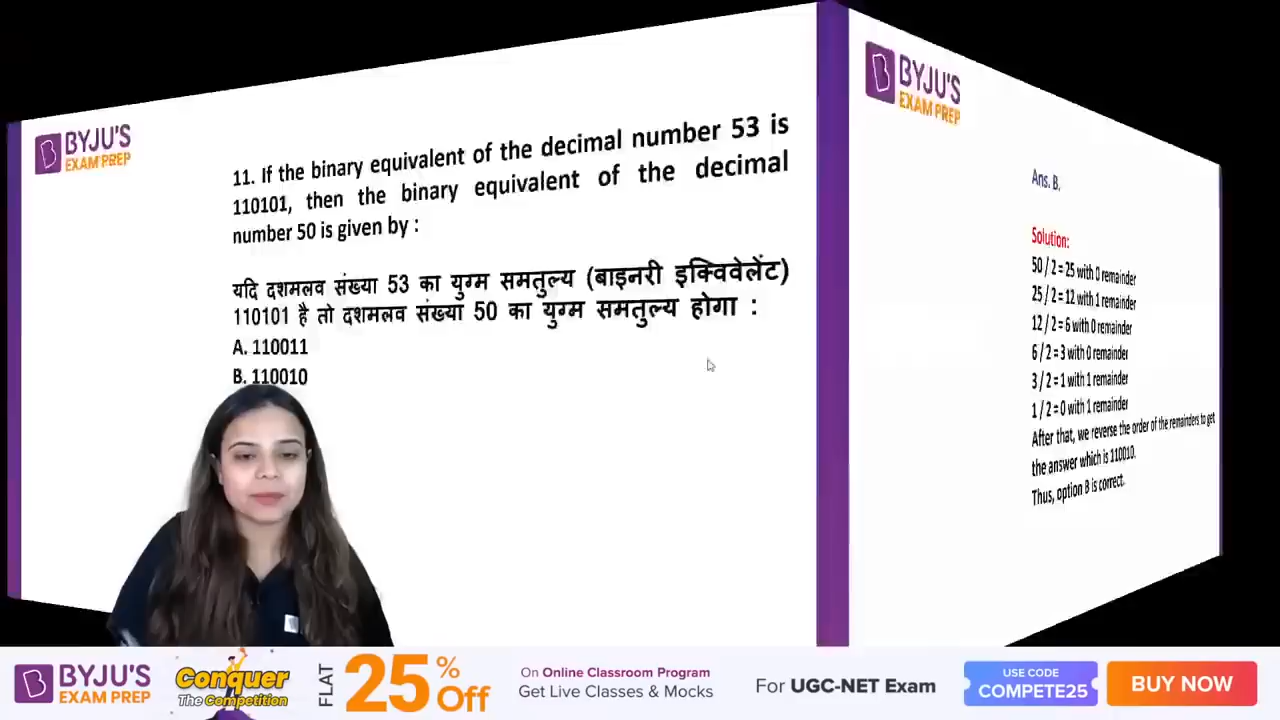 BYJU'S
EXAM PREP
11. If the binary equivalent of the decimal number 53 is
110101, then the binary equivalent of the decimal
number 50 is given by :
यदि दशमलव संख्या 53 का युग्म समतुल्य (बाइनरी इक्विवेलेंट)
110101 है तो दशमलव संख्या 50 का युग्म समतुल्य होगा :
A. 110011
B. 110010
BYJU'S
EXAM PREP
Ans. B.
Solution:
50 / 2 = 25 with 0 remainder
25 / 2 = 12 with 1 remainder
12 / 2 = 6 with 0 remainder
6 / 2 = 3 with 0 remainder
3 / 2 = 1 with 1 remainder
1 / 2 = 0 with 1 remainder
After that, we reverse the order of the remainders to get
the answer which is 110010.
Thus, option B is correct.
BYJU'S
EXAM PREP
Conquer
The Competition
FLAT
25% Off
On Online Classroom Program
Get Live Classes & Mocks
For UGC-NET Exam
USE CODE
COMPETE25
BUY NOW